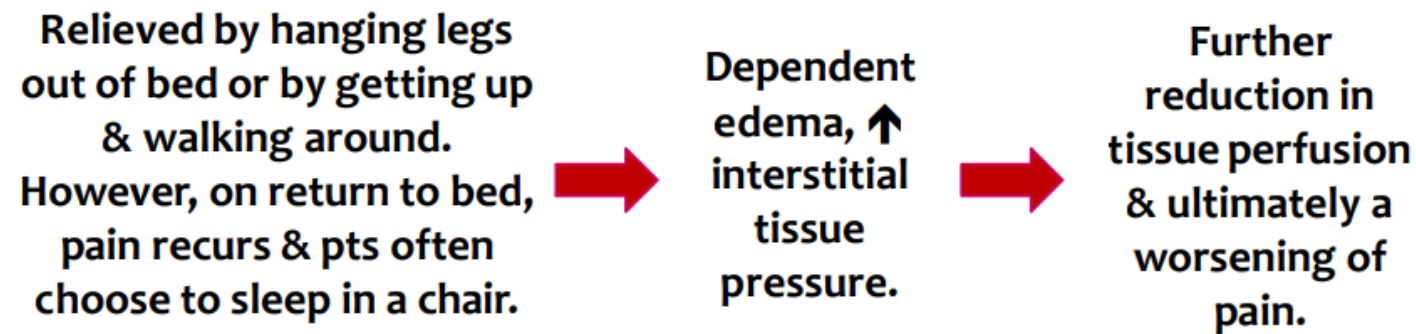 Relieved by hanging legs
out of bed or by getting up
& walking around.
However, on return to bed,
pain recurs & pts often
choose to sleep in a chair.
Dependent
edema, ↑
interstitial
tissue
pressure.
Further
reduction in
tissue perfusion
& ultimately a
worsening of
pain.